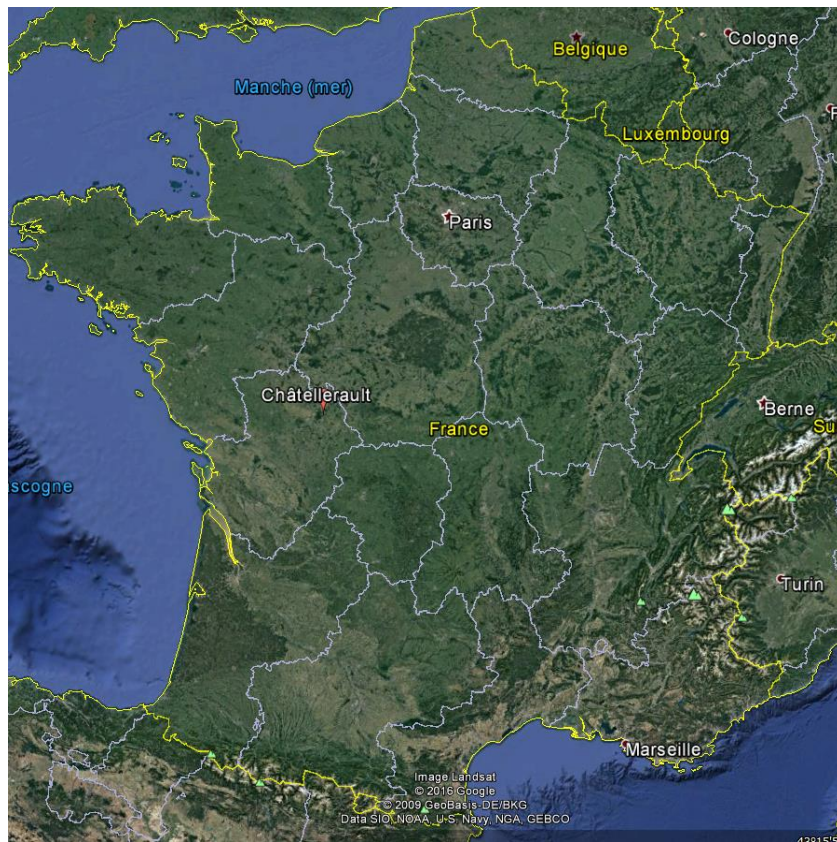 Cologne
Belgique
Manche (mer)
Luxembourg
Paris
Châtellerault
Berne
France
Su
ascogne
Turin
Marseille
Image Landsat
© 2016 Google
© 2009 GeoBasis-DE/BKG
Data SIO, NOAA, U.S. Navy, NGA, GEBCO